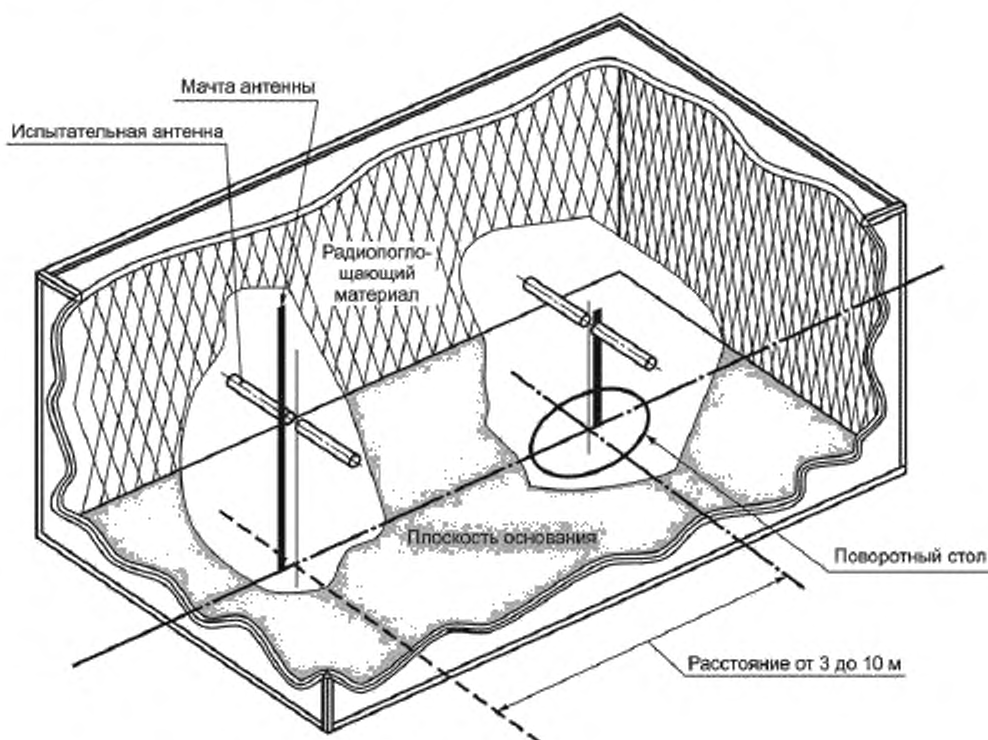 Мачта антенны
Испытательная антенна
Радиопогло-
щающий
материал
Плоскость основания
Поворотный стол
Расстояние от 3 до 10 м